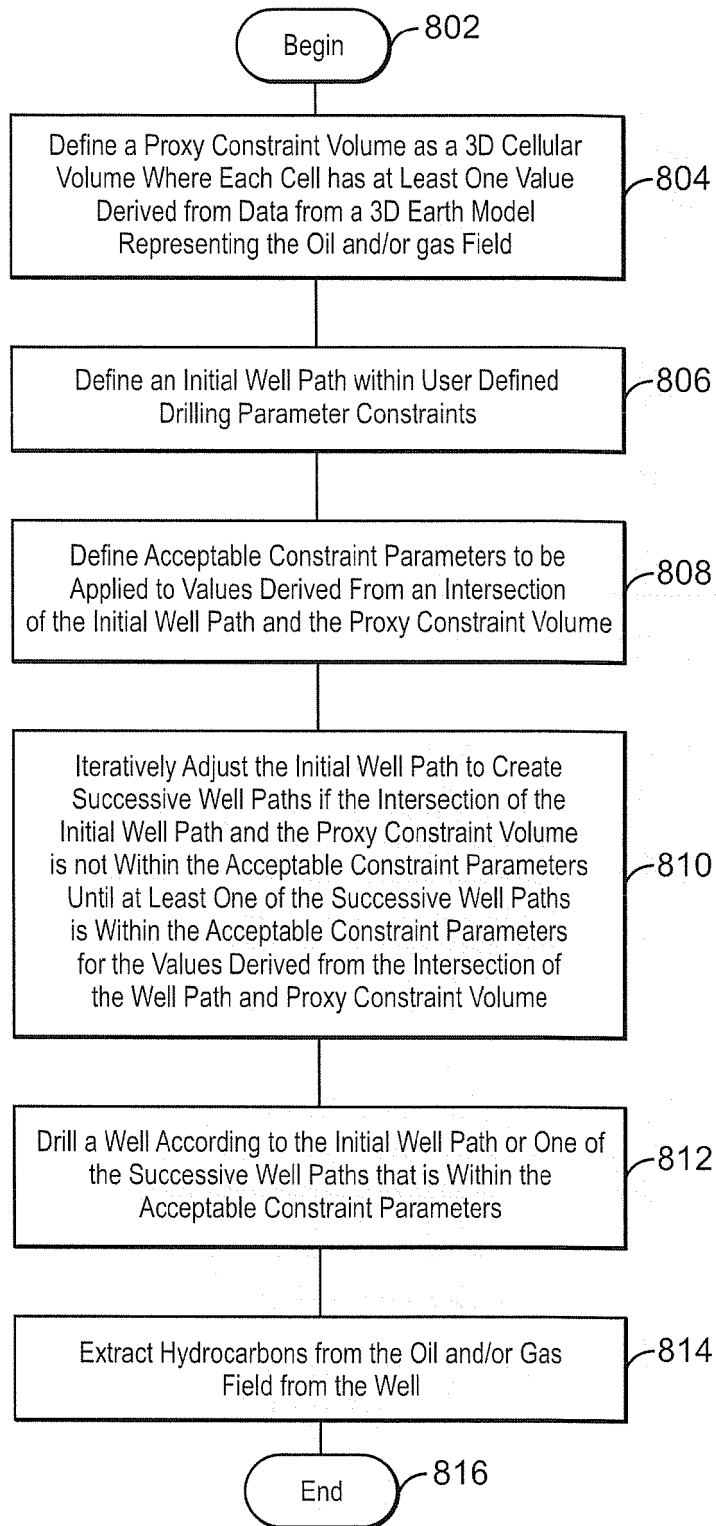 Begin
802
Define a Proxy Constraint Volume as a 3D Cellular
Volume Where Each Cell has at Least One Value
Derived from Data from a 3D Earth Model
Representing the Oil and/or gas Field
804
Define an Initial Well Path within User Defined
Drilling Parameter Constraints
806
Define Acceptable Constraint Parameters to be
Applied to Values Derived From an Intersection
of the Initial Well Path and the Proxy Constraint Volume
808
Iteratively Adjust the Initial Well Path to Create
Successive Well Paths if the Intersection of the
Initial Well Path and the Proxy Constraint Volume
is not Within the Acceptable Constraint Parameters
Until at Least One of the Successive Well Paths
is Within the Acceptable Constraint Parameters
for the Values Derived from the Intersection of
the Well Path and Proxy Constraint Volume
810
Drill a Well According to the Initial Well Path or One of
the Successive Well Paths that is Within the
Acceptable Constraint Parameters
812
Extract Hydrocarbons from the Oil and/or Gas
Field from the Well
814
End
816